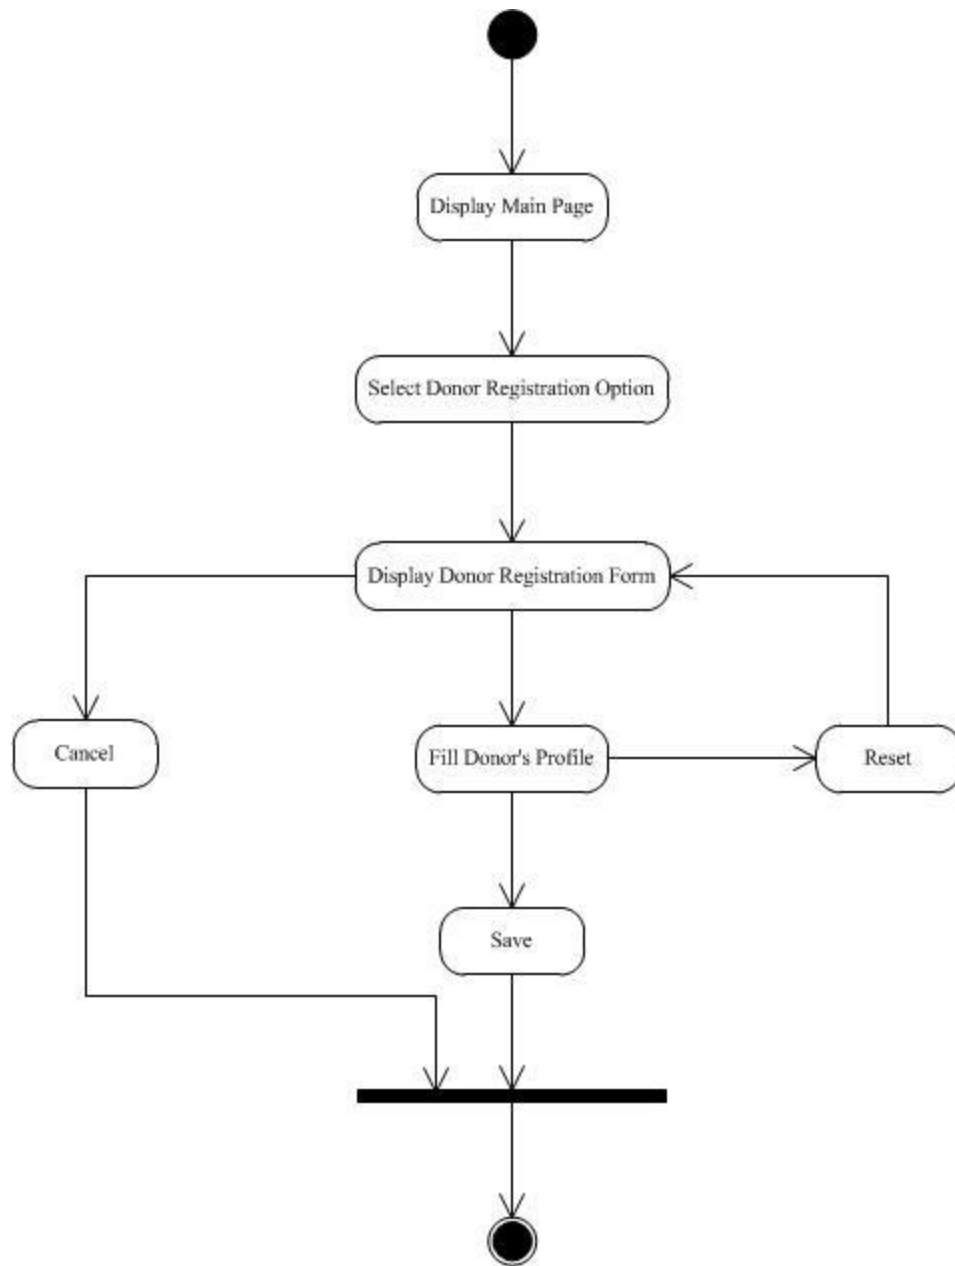 Display Main Page
Select Donor Registration Option
Display Donor Registration Form
Cancel
Fill Donor's Profile
Reset
Save